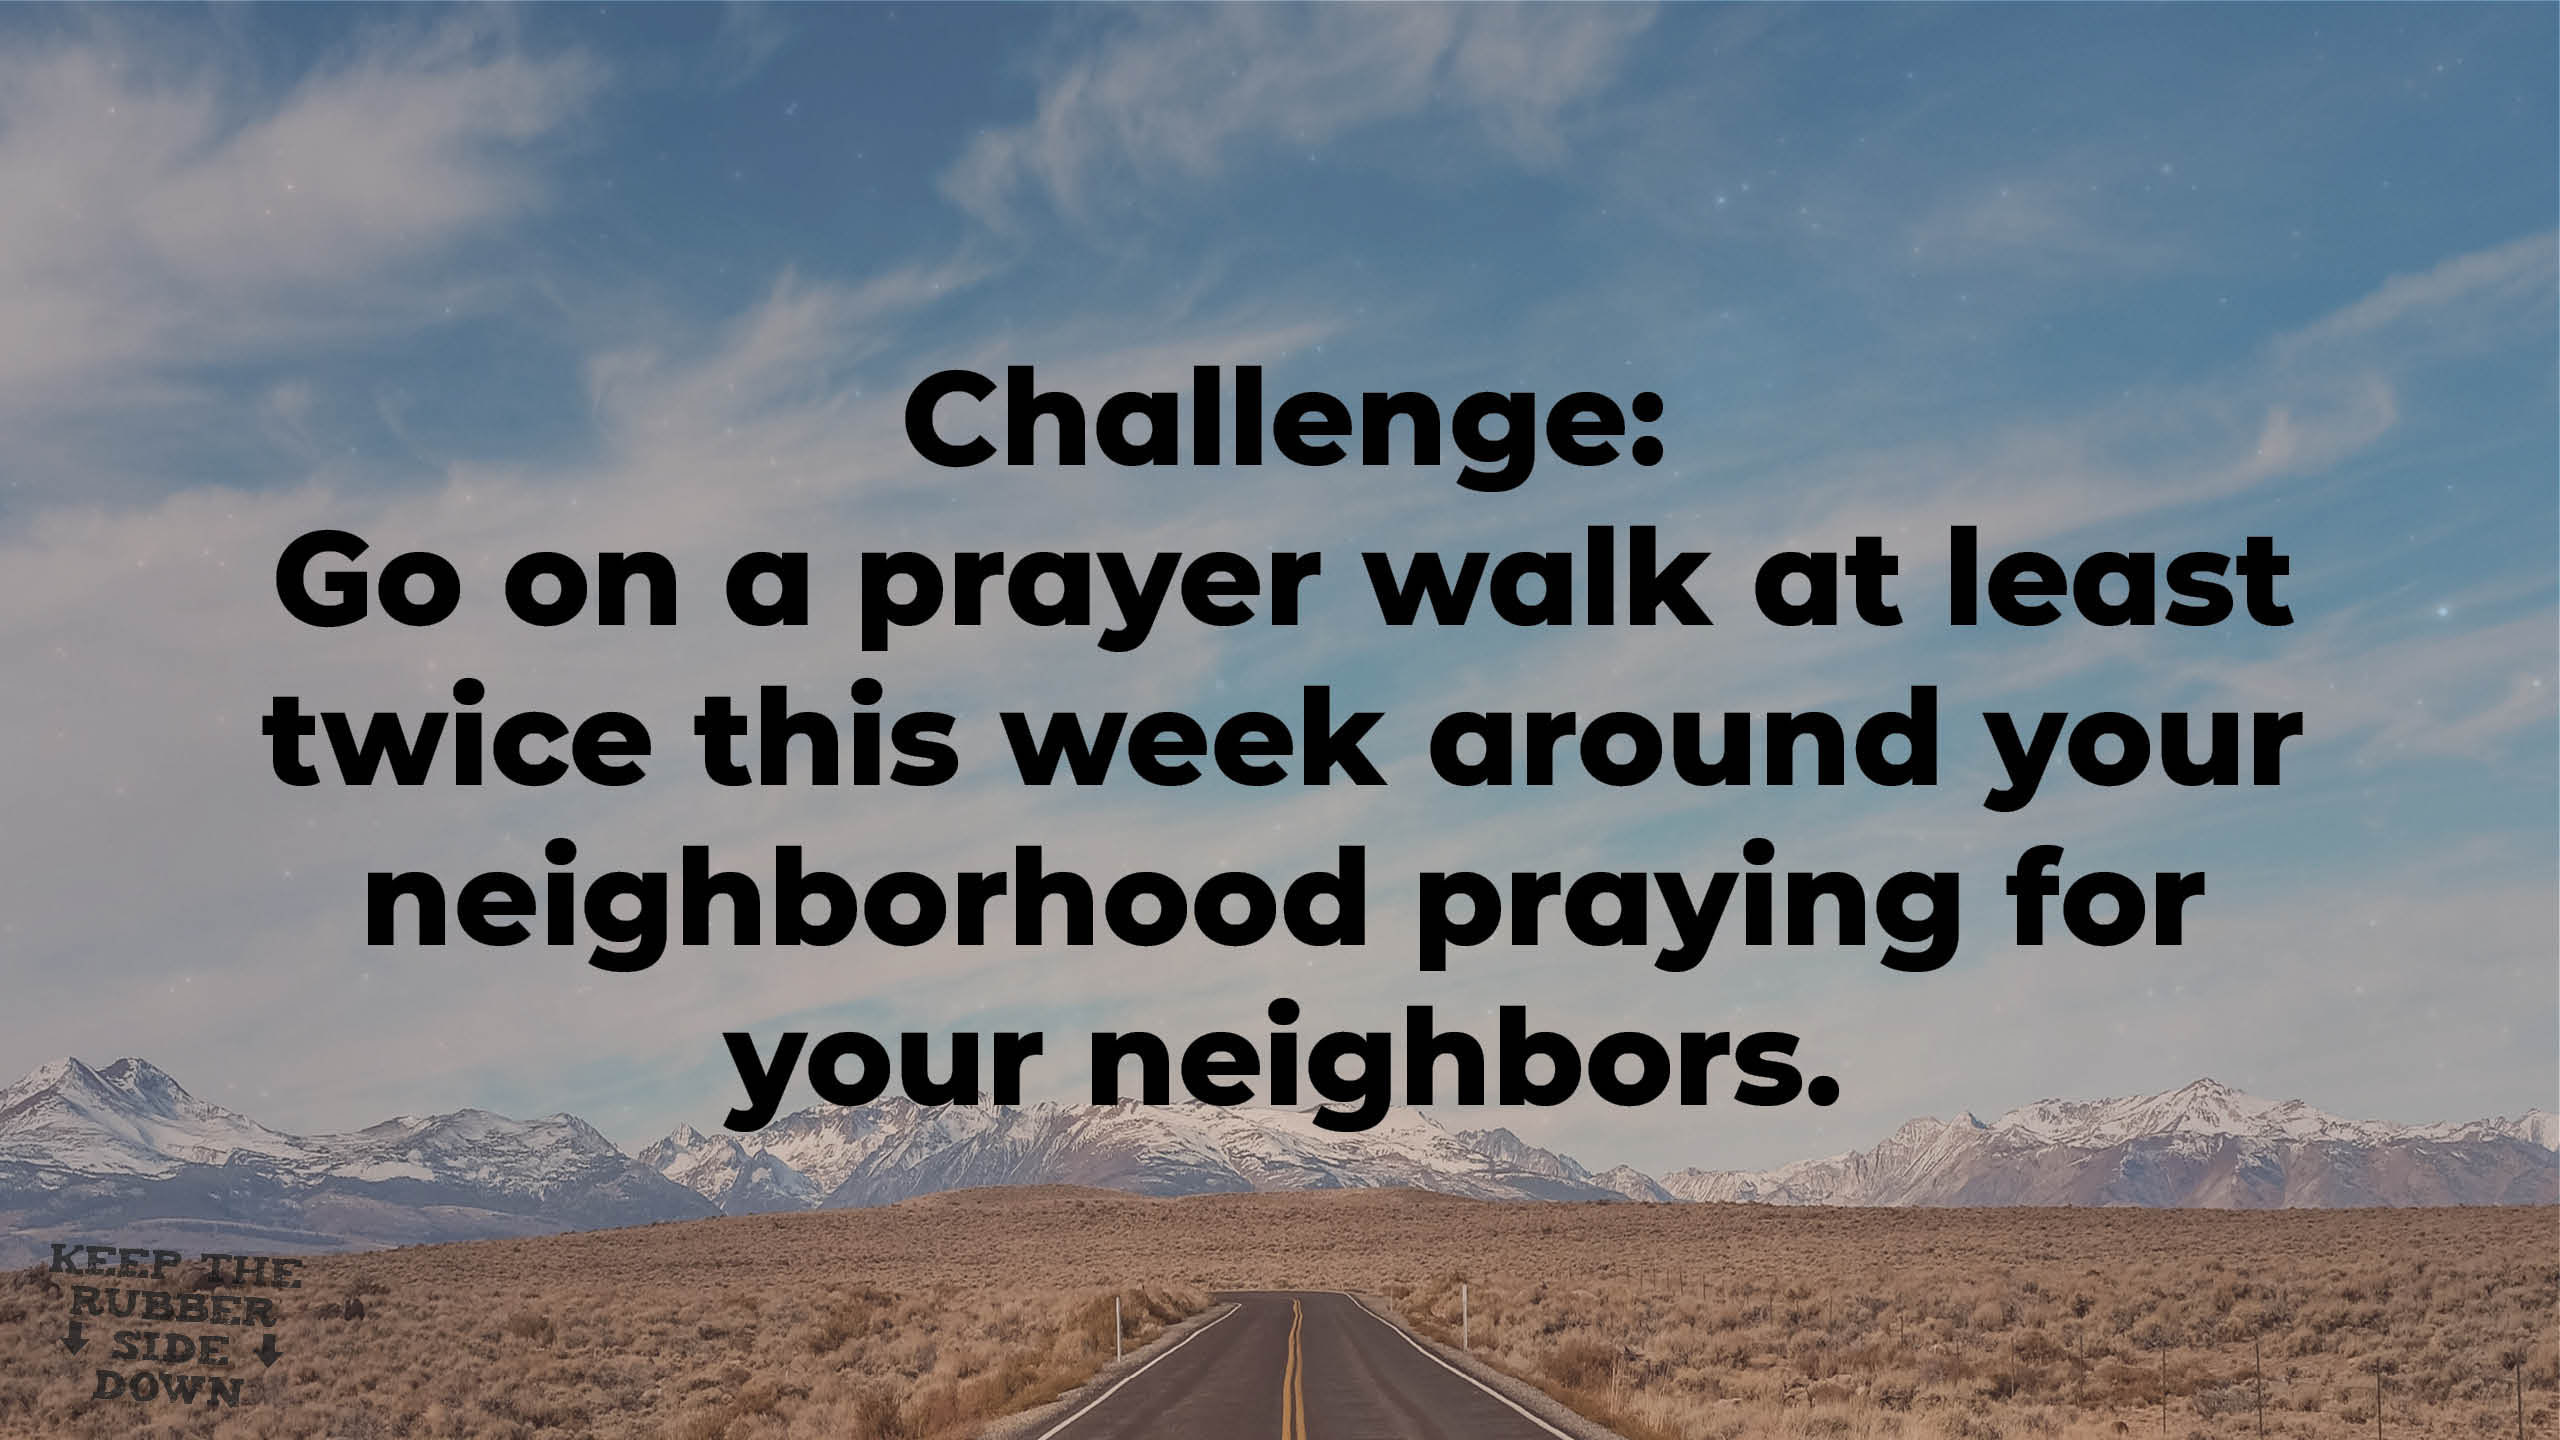 Challenge:
Go on a prayer walk at least
twice this week around your
neighborhood praying for
your neighbors.
KEEP THE
RUBBER
SIDE
DOWN